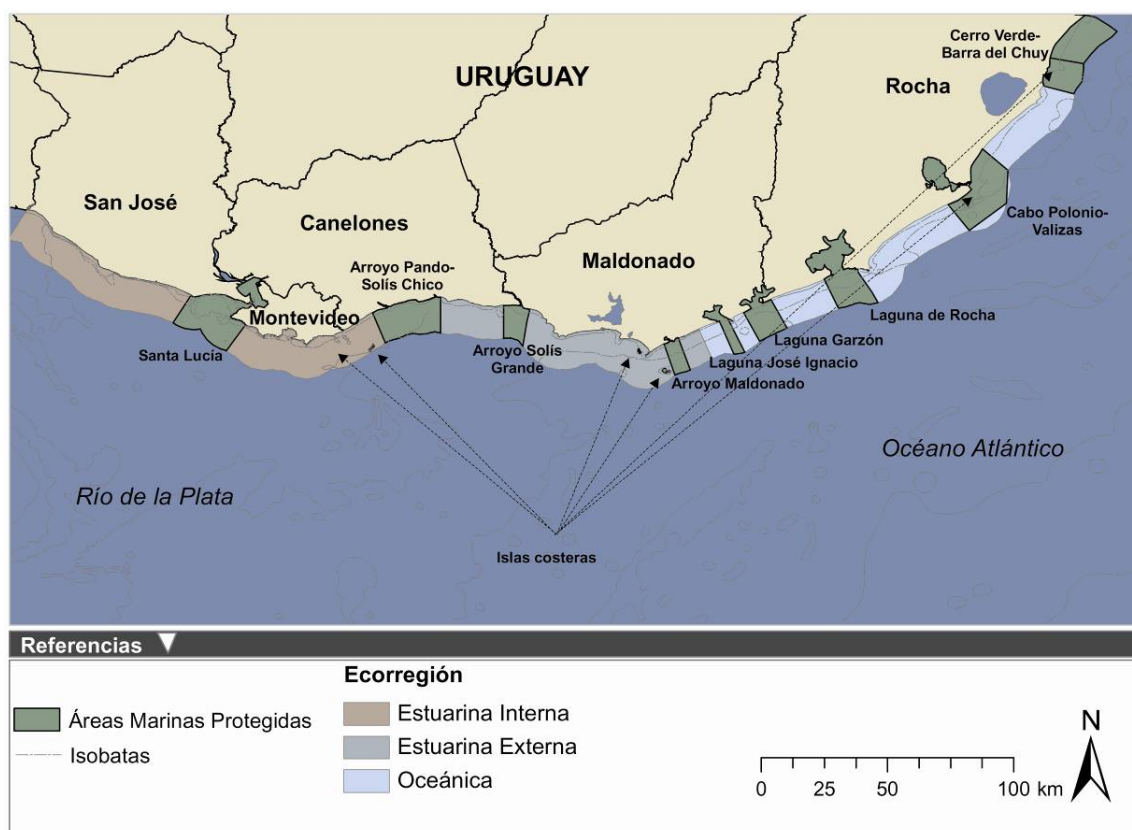 Cerro Verde-
Barra del Chuy
URUGUAY
Rocha
San José
Canelones
Cabo Polonio-
Valizas
Maldonado
Arroyo Pando-
Solís Chico
Montevideo
Laguna de Rocha
Laguna Garzón
Santa Lucía
Arroyo Solís
Grande
Laguna José Ignacio
Arroyo Maldonado
Océano Atlántico
Río de la Plata
Islas costeras
Referencias
Ecorregión
Áreas Marinas Protegidas
Isobatas
Estuarina Interna
Estuarina Externa
Oceánica
N
0 25 50 100 km